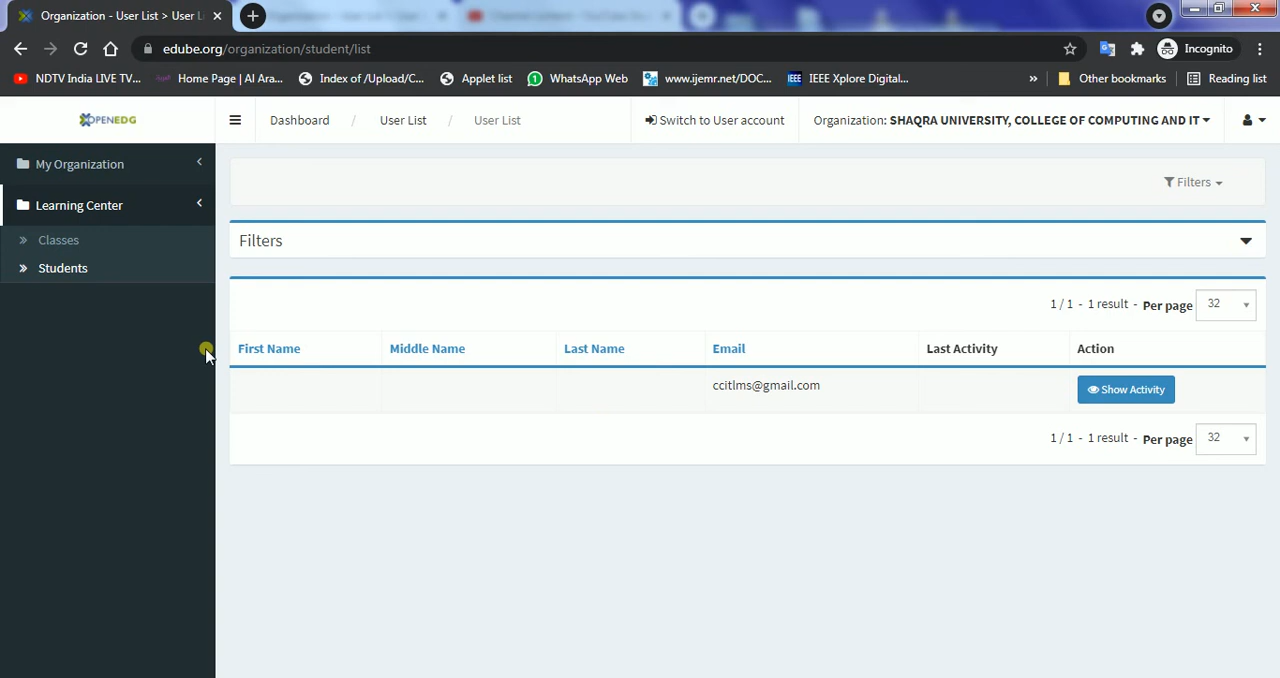 Organization - User List > User Li
edube.org/organization/student/list
Incognito
NDTV India LIVE TV...
Home Page | Al Ara...
Index of /Upload/C...
Applet list
WhatsApp Web
www.ijemr.net/DOC...
IEEE
IEEE Xplore Digital...
»
Other bookmarks
Reading list
OPENEDG
Dashboard / User List / User List
Switch to User account
Organization: SHAQRA UNIVERSITY, COLLEGE OF COMPUTING AND IT
My Organization
Learning Center
Classes
Students
Filters
Filters
1 / 1 - 1 result - Per page 32
First Name Middle Name Last Name Email Last Activity Action
ccitlms@gmail.com Show Activity
1 / 1 - 1 result - Per page 32